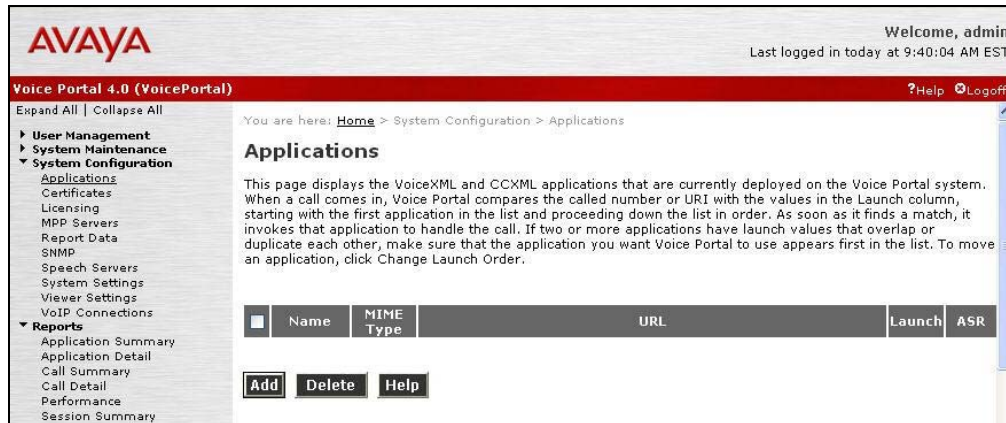 AVAYA
Welcome, admin
Last logged in today at 9:40:04 AM EST
Voice Portal 4.0 (VoicePortal)
?Help Logoff
Expand All | Collapse All
User Management
System Maintenance
System Configuration
Applications
Certificates
Licensing
MPP Servers
Report Data
SNMP
Speech Servers
System Settings
Viewer Settings
VoIP Connections
Reports
Application Summary
Application Detail
Call Summary
Call Detail
Performance
Session Summary
You are here: Home > System Configuration > Applications
Applications
This page displays the VoiceXML and CCXML applications that are currently deployed on the Voice Portal system.
When a call comes in, Voice Portal compares the called number or URI with the values in the Launch column,
starting with the first application in the list and proceeding down the list in order. As soon as it finds a match, it
invokes that application to handle the call. If two or more applications have launch values that overlap or
duplicate each other, make sure that the application you want Voice Portal to use appears first in the list. To move
an application, click Change Launch Order.
Name MIME Type URL Launch ASR
Add Delete Help